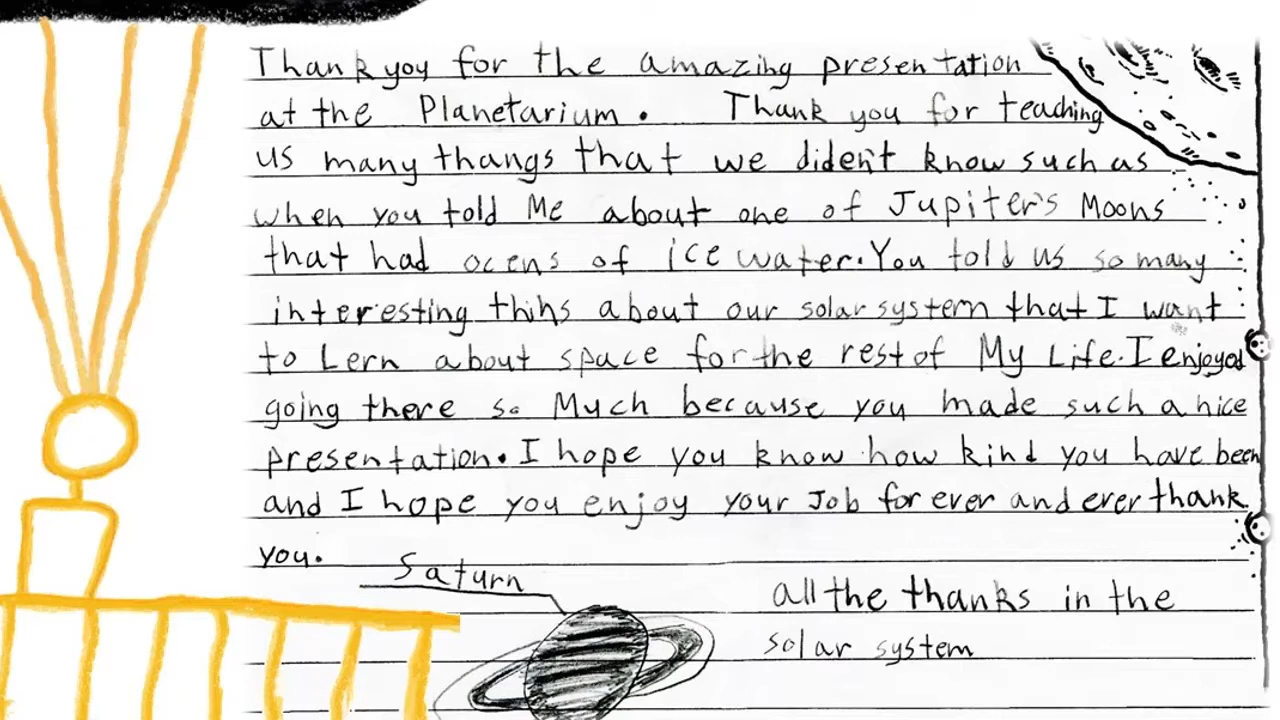 Thank you for the amazing presentation
at the Planetarium. Thank you for teaching
us many thangs that we diden't know such as
when you told Me about one of Jupiter's Moons
that had ocens of ice water. You told us so many
interesting thihs about our solar system that I want
to Lern about space for the rest of My Life. I enjoyed
going there so Much because you made such a nice
presentation. I hope you know how kind you have been
and I hope you enjoy your Job for ever and ever thank
you.
Saturn
all the thanks in the
solar system